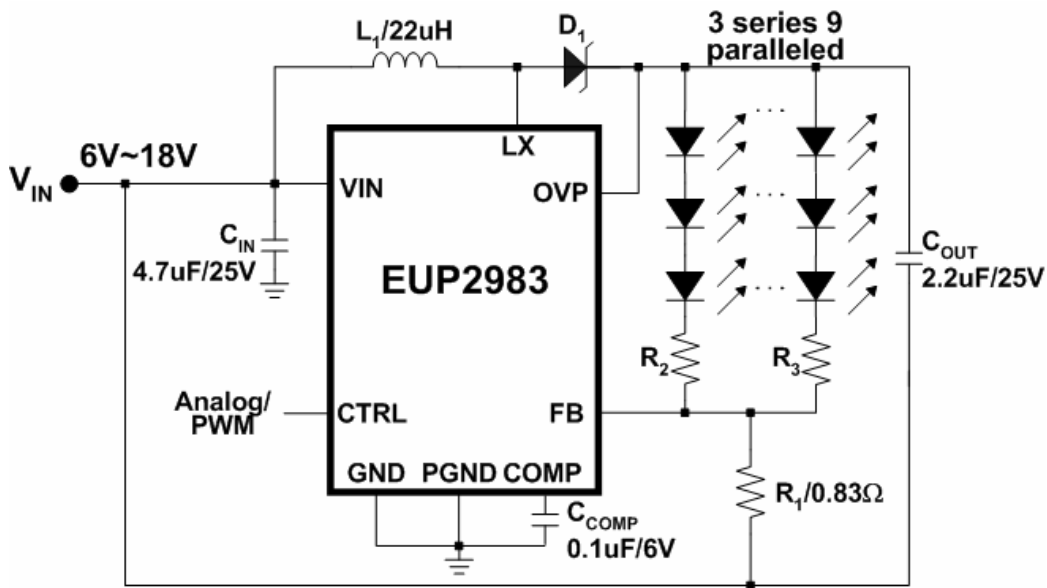 L1/22uH
D1
3 series 9
paralleled
LX
6V~18V
VIN
VIN
OVP
CIN
4.7uF/25V
EUP2983
COUT
2.2uF/25V
R2
R3
Analog/
PWM
CTRL
FB
GND
PGND
COMP
R1/0.83Ω
CCOMP
0.1uF/6V